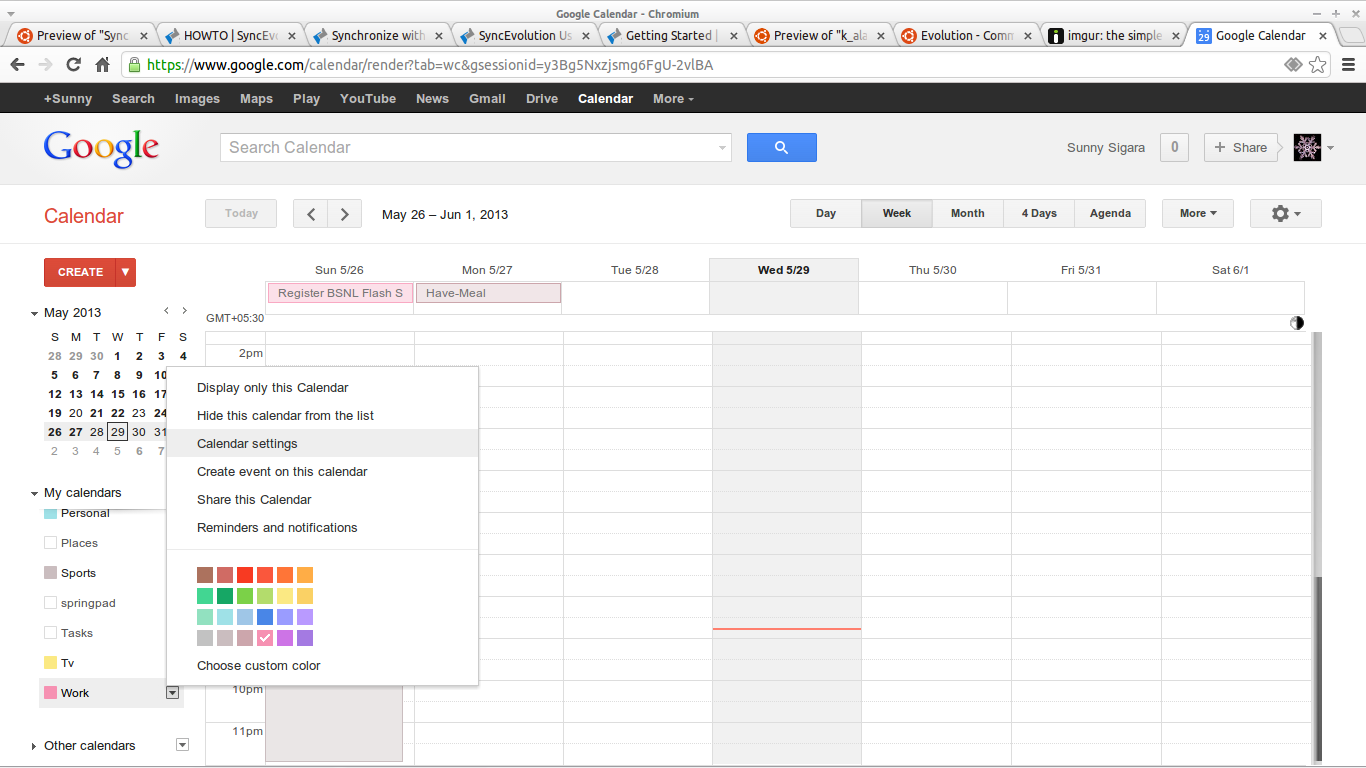 Google Calendar - Chromium
Preview of "Sync
HOWTO | SyncEvo
Synchronize with
SyncEvolution Us
Getting Started |
Preview of "k_ala
Evolution - Comm
imgur: the simple
Google Calendar
https://www.google.com/calendar/render?tab=wc&gsessionid=y3Bg5Nxzjsmg6FgU-2vlBA
+Sunny Search Images Maps Play YouTube News Gmail Drive Calendar More
Google
Search Calendar
Sunny Sigara
0
+ Share
Calendar
Today
May 26 – Jun 1, 2013
Day Week Month 4 Days Agenda
More
CREATE
Sun 5/26 Mon 5/27 Tue 5/28 Wed 5/29 Thu 5/30 Fri 5/31 Sat 6/1
Register BSNL Flash S
Have-Meal
GMT+05:30
2pm
10pm
11pm
May 2013
S M T W T F S
28 29 30 1 2 3 4
5 6 7 8 9 10
12 13 14 15 16 17
19 20 21 22 23 24
26 27 28 29 30 31
2 3 4 5 6 7
My calendars
Personal
Places
Sports
springpad
Tasks
Tv
Work
Other calendars
Display only this Calendar
Hide this calendar from the list
Calendar settings
Create event on this calendar
Share this Calendar
Reminders and notifications
Choose custom color